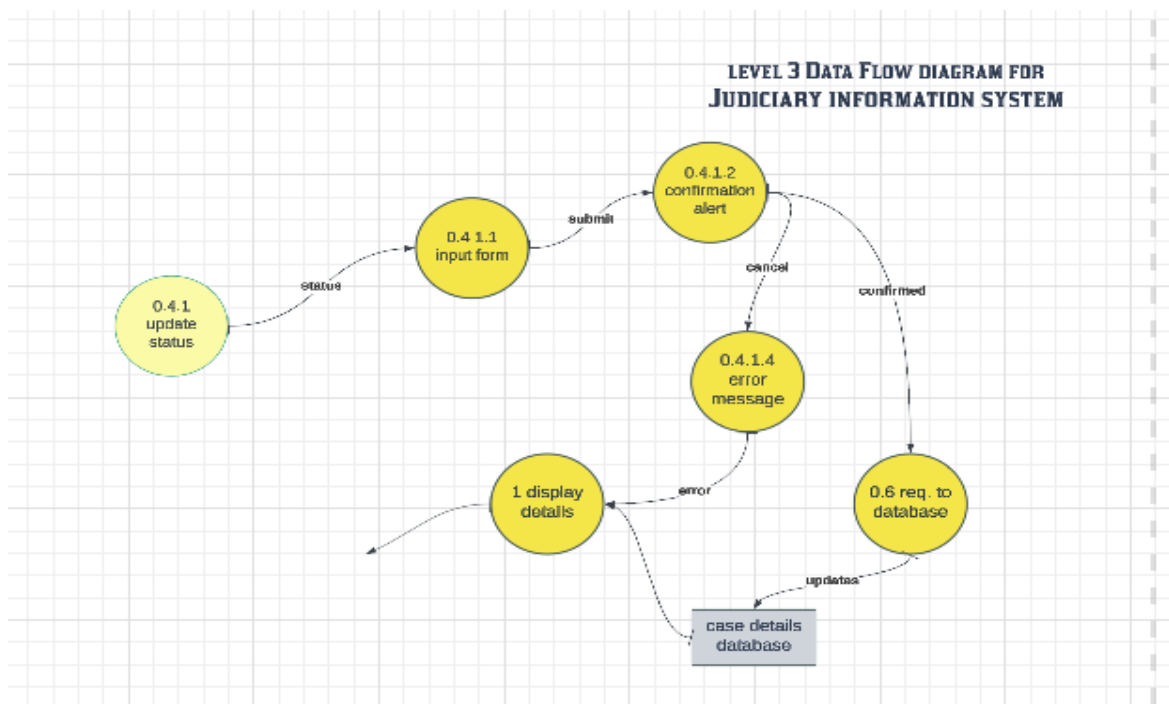 LEVEL 3 DATA FLOW DIAGRAM FOR
JUDICIARY INFORMATION SYSTEM
0.4.1.2
confirmation
alert
submit
0.4 1.1
input form
cancel
status
confirmed
0.4.1
update
status
0.4.1.4
error
message
error
1 display
details
0.6 req. to
database
updates
case details
database